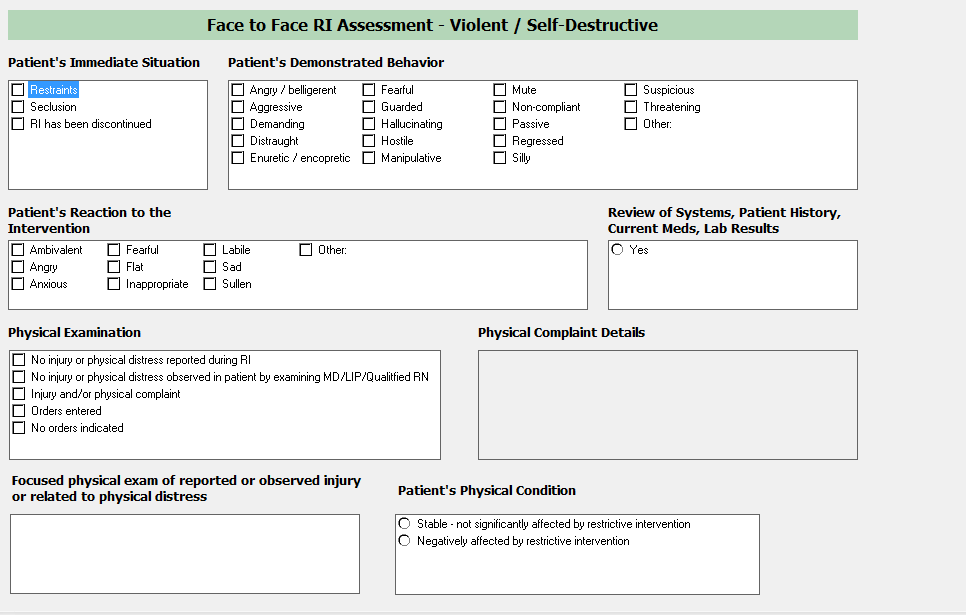 Face to Face RI Assessment - Violent / Self-Destructive
Patient's Immediate Situation
Restraints
Seclusion
RI has been discontinued
Patient's Demonstrated Behavior
Angry / belligerent
Aggressive
Demanding
Distraught
Enuretic / encopretic
Fearful
Guarded
Hallucinating
Hostile
Manipulative
Mute
Non-compliant
Passive
Regressed
Silly
Suspicious
Threatening
Other:
Patient's Reaction to the
Intervention
Ambivalent
Angry
Anxious
Fearful
Flat
Inappropriate
Labile
Sad
Sullen
Other:
Review of Systems, Patient History,
Current Meds, Lab Results
Yes
Physical Examination
No injury or physical distress reported during RI
No injury or physical distress observed in patient by examining MD/LIP/Qualitfied RN
Injury and/or physical complaint
Orders entered
No orders indicated
Physical Complaint Details
Focused physical exam of reported or observed injury
or related to physical distress
Patient's Physical Condition
Stable - not significantly affected by restrictive intervention
Negatively affected by restrictive intervention